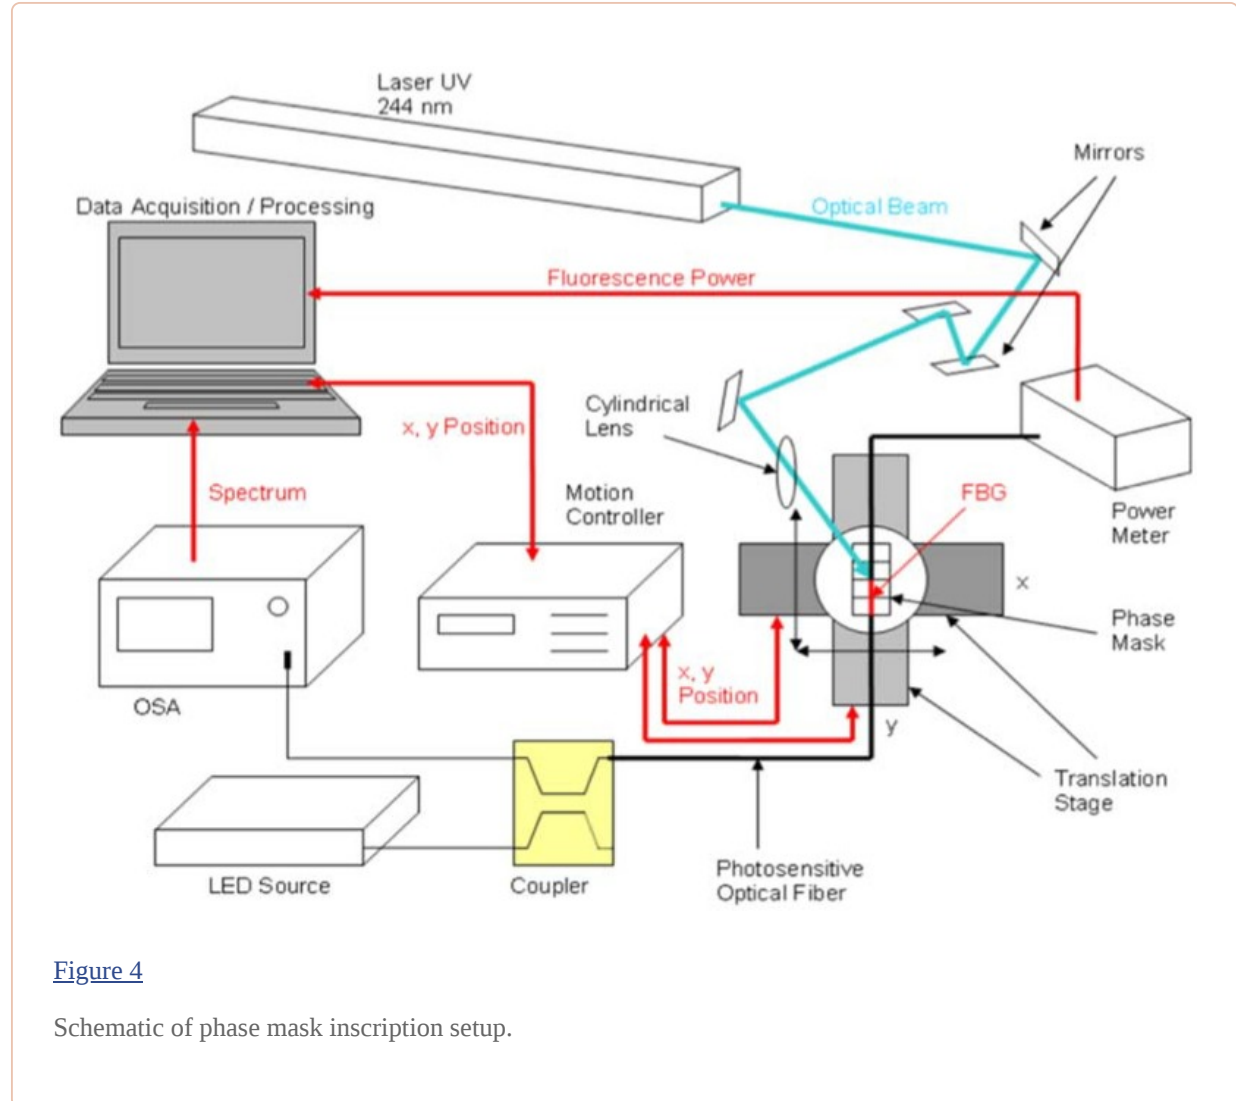 Laser UV
244 nm
Mirrors
Data Acquisition / Processing
Optical Beam
Fluorescence Power
Cylindrical
Lens
x, y Position
Spectrum
Motion
Controller
FBG
Power
Meter
x
Phase
Mask
x, y
Position
OSA
y
Translation
Stage
Photosensitive
Optical Fiber
LED Source
Coupler
Figure 4
Schematic of phase mask inscription setup.